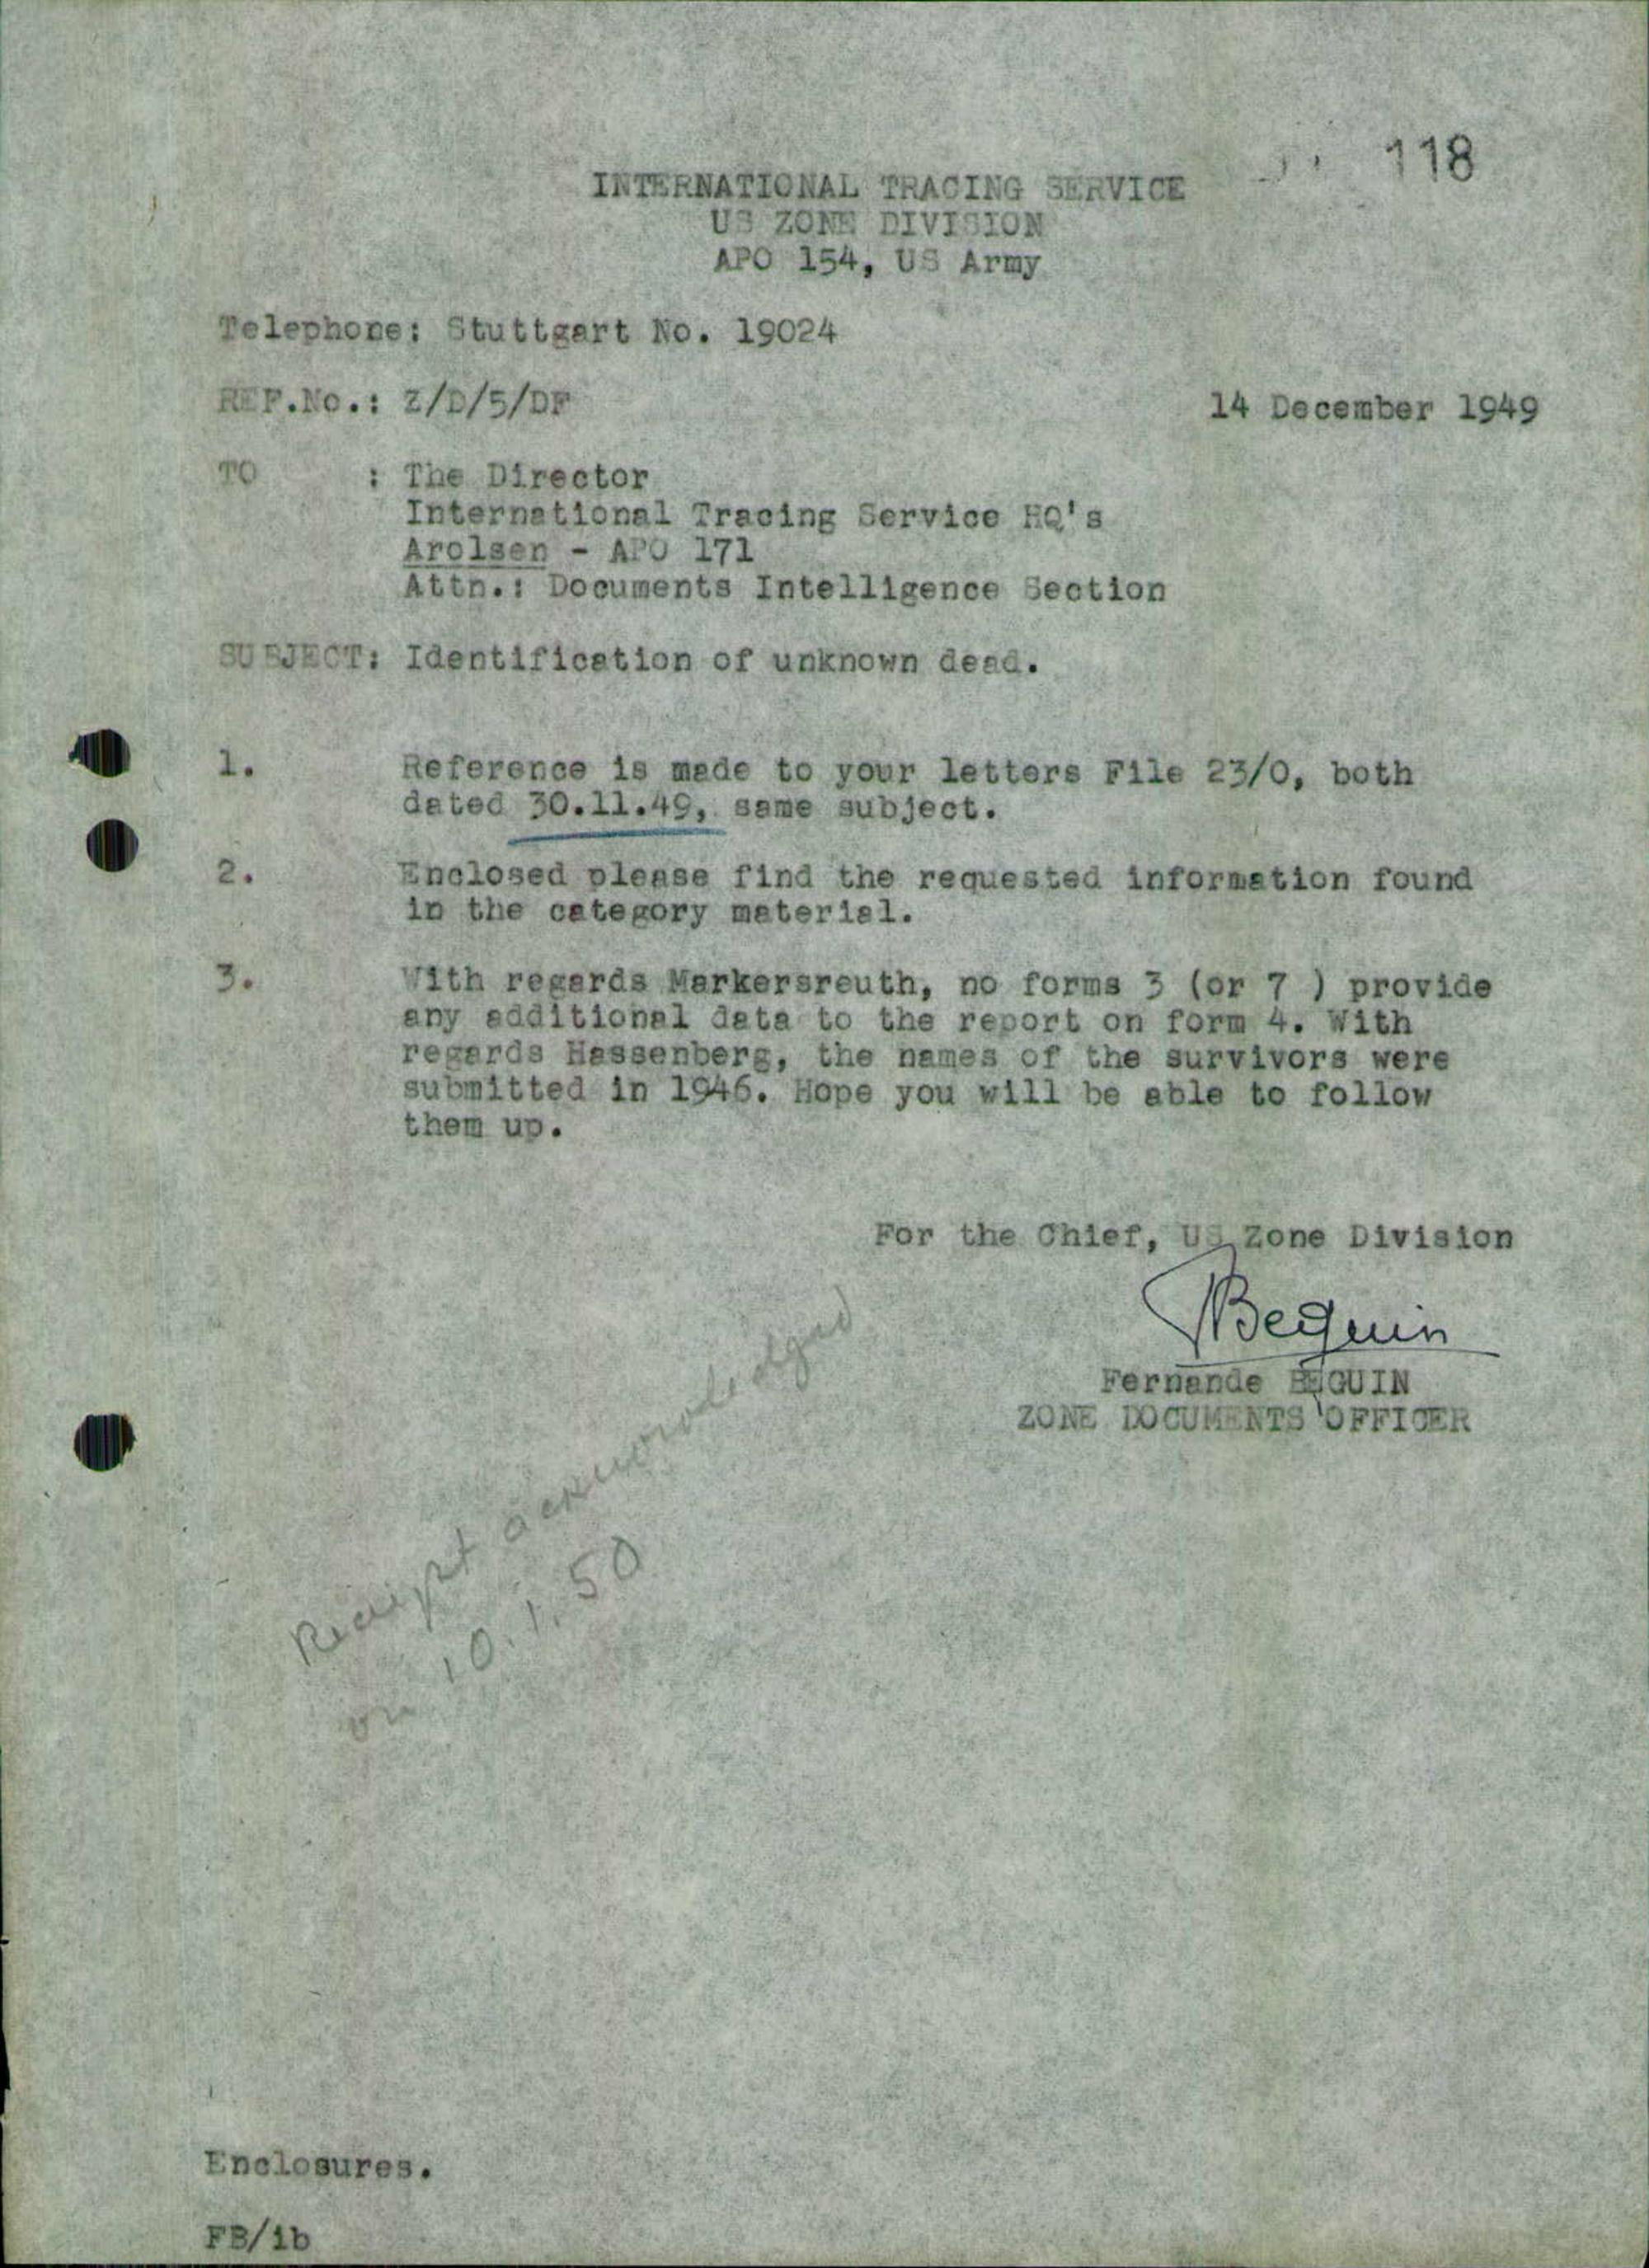 118
INTERNATIONAL TRACING SERVICE
US ZONE DIVISION
APO 154, US Army
Telephone: Stuttgart No. 19024
REF.No.: Z/D/5/DF
14 December 1949
TO : The Director
International Tracing Service HQ's
Arolsen - APO 171
Attn.: Documents Intelligence Section
SUBJECT: Identification of unknown dead.
1. Reference is made to your letters File 23/0, both
dated 30.11.49, same subject.
2. Enclosed please find the requested information found
in the category material.
3. With regards Markersreuth, no forms 3 (or 7 ) provide
any additional data to the report on form 4. With
regards Hassenberg, the names of the survivors were
submitted in 1946. Hope you will be able to follow
them up.
For the Chief, US Zone Division
Beguin
Fernande BEGUIN
ZONE DOCUMENTS OFFICER
Receipt acknowledged
on 10.1.50
Enclosures.
FB/ib